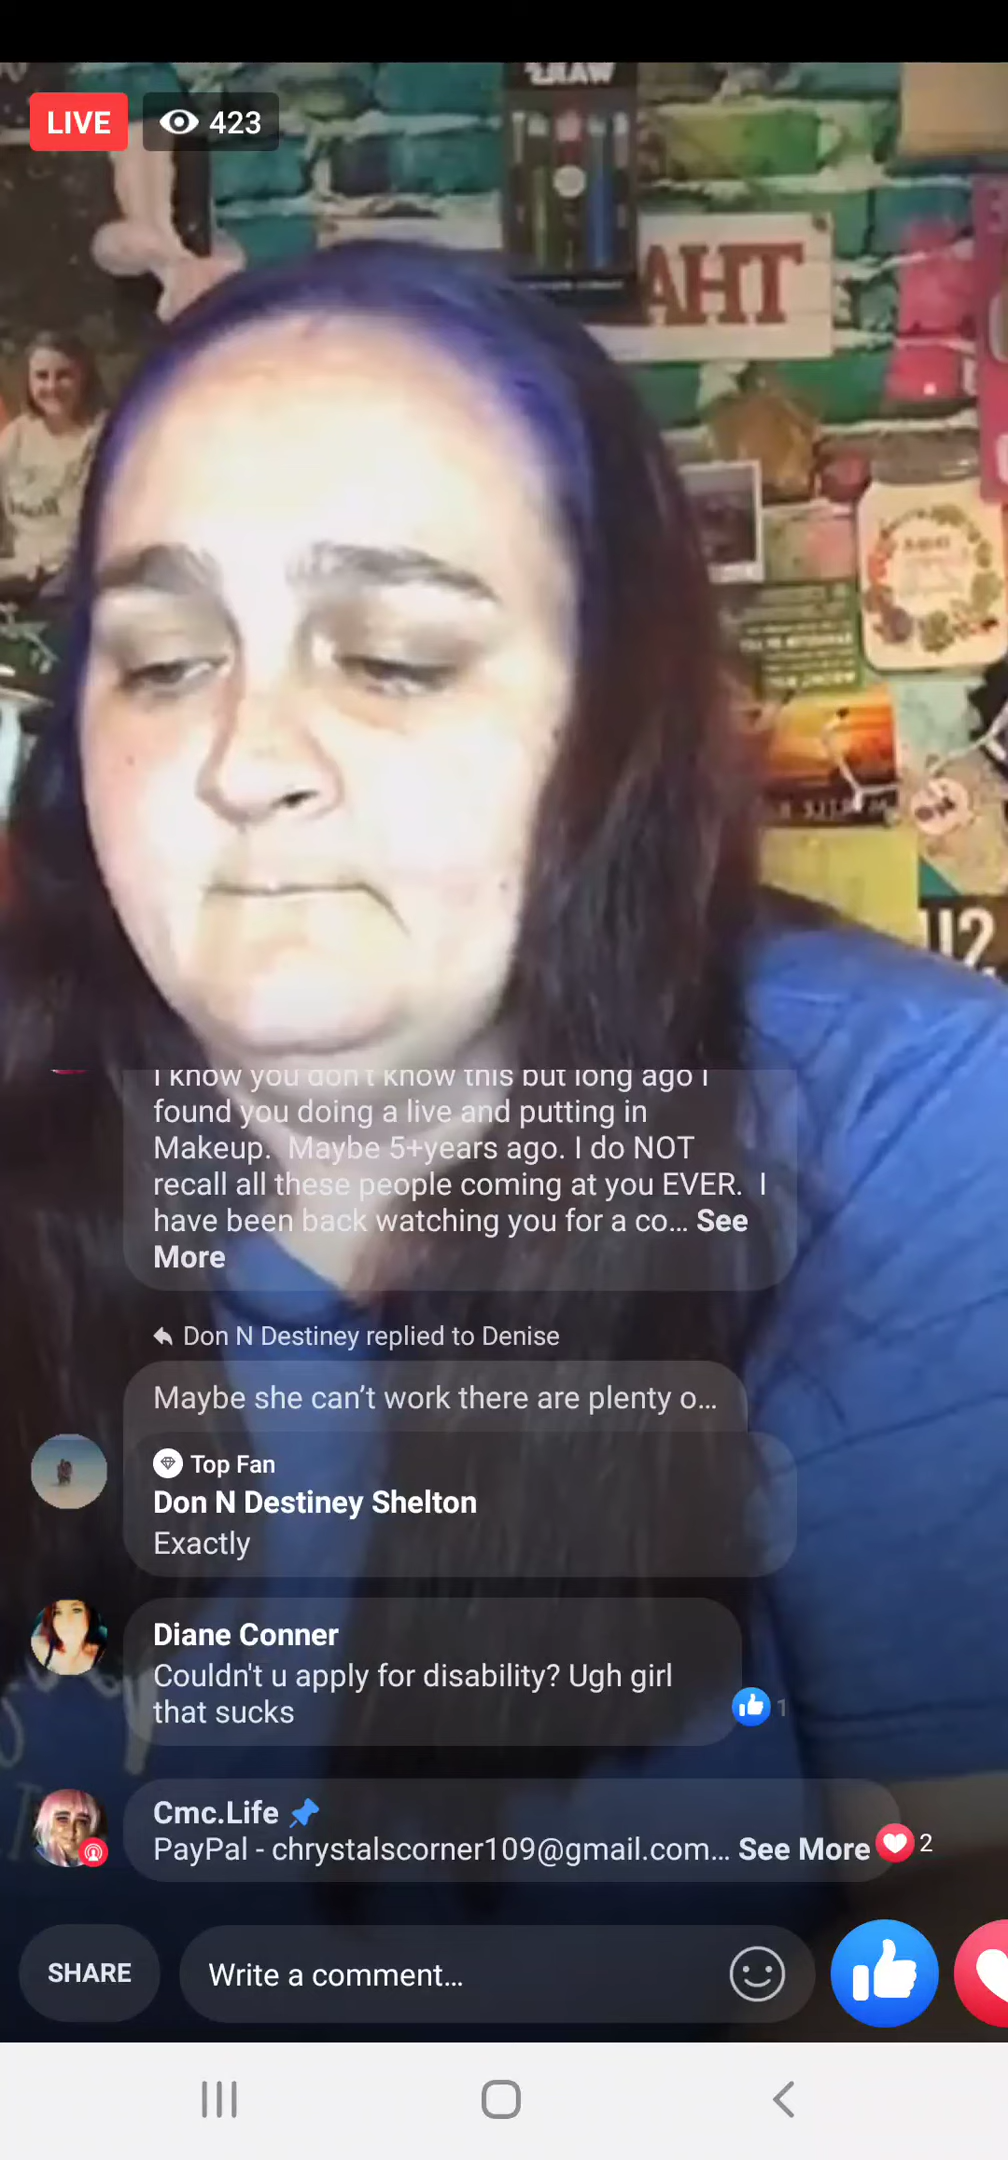 LIVE 423
AHT
U2
I know you don't know this but long ago I
found you doing a live and putting in
Makeup.  Maybe 5+years ago. I do NOT
recall all these people coming at you EVER.  I
have been back watching you for a co... See
More
Don N Destiney replied to Denise
Maybe she can’t work there are plenty o...
Top Fan
Don N Destiney Shelton
Exactly
Diane Conner
Couldn't u apply for disability? Ugh girl
that sucks
1
Cmc.Life
PayPal - chrystalscorner109@gmail.com... See More 2
SHARE Write a comment...